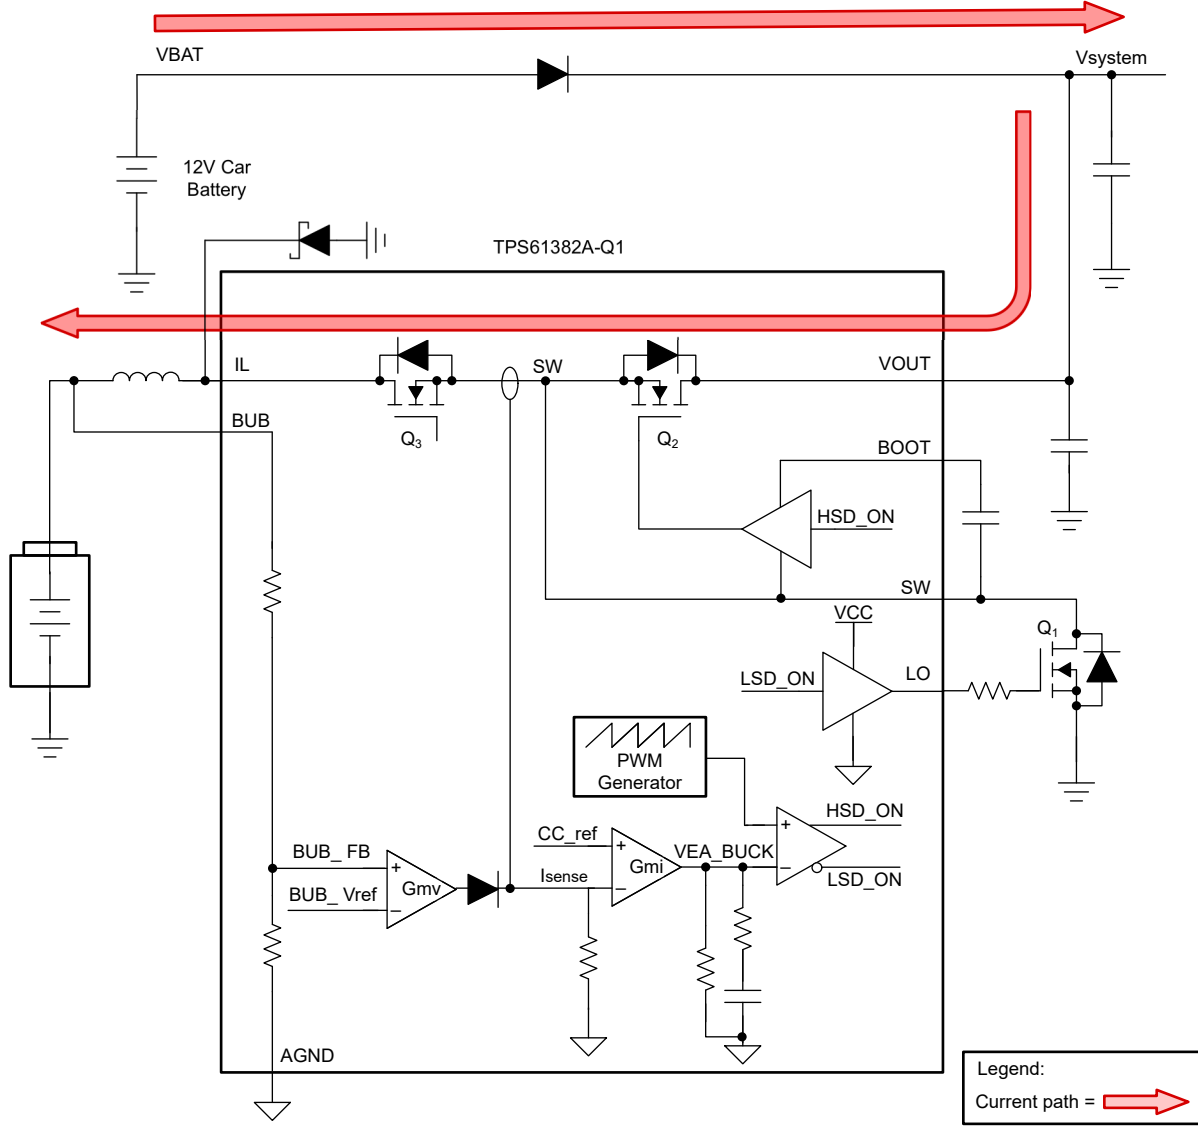 VBAT
Vsystem
12V Car
Battery
TPS61382A-Q1
IL
SW
VOUT
BUB
Q3
Q2
BOOT
HSD_ON
SW
VCC
Q1
LSD_ON
LO
PWM
Generator
HSD_ON
CC_ref
+
+
BUB_ FB
+
Gmv
Gmi
VEA_BUCK
−
Isense
−
LSD_ON
BUB_ Vref
−
AGND
Legend:
Current path =